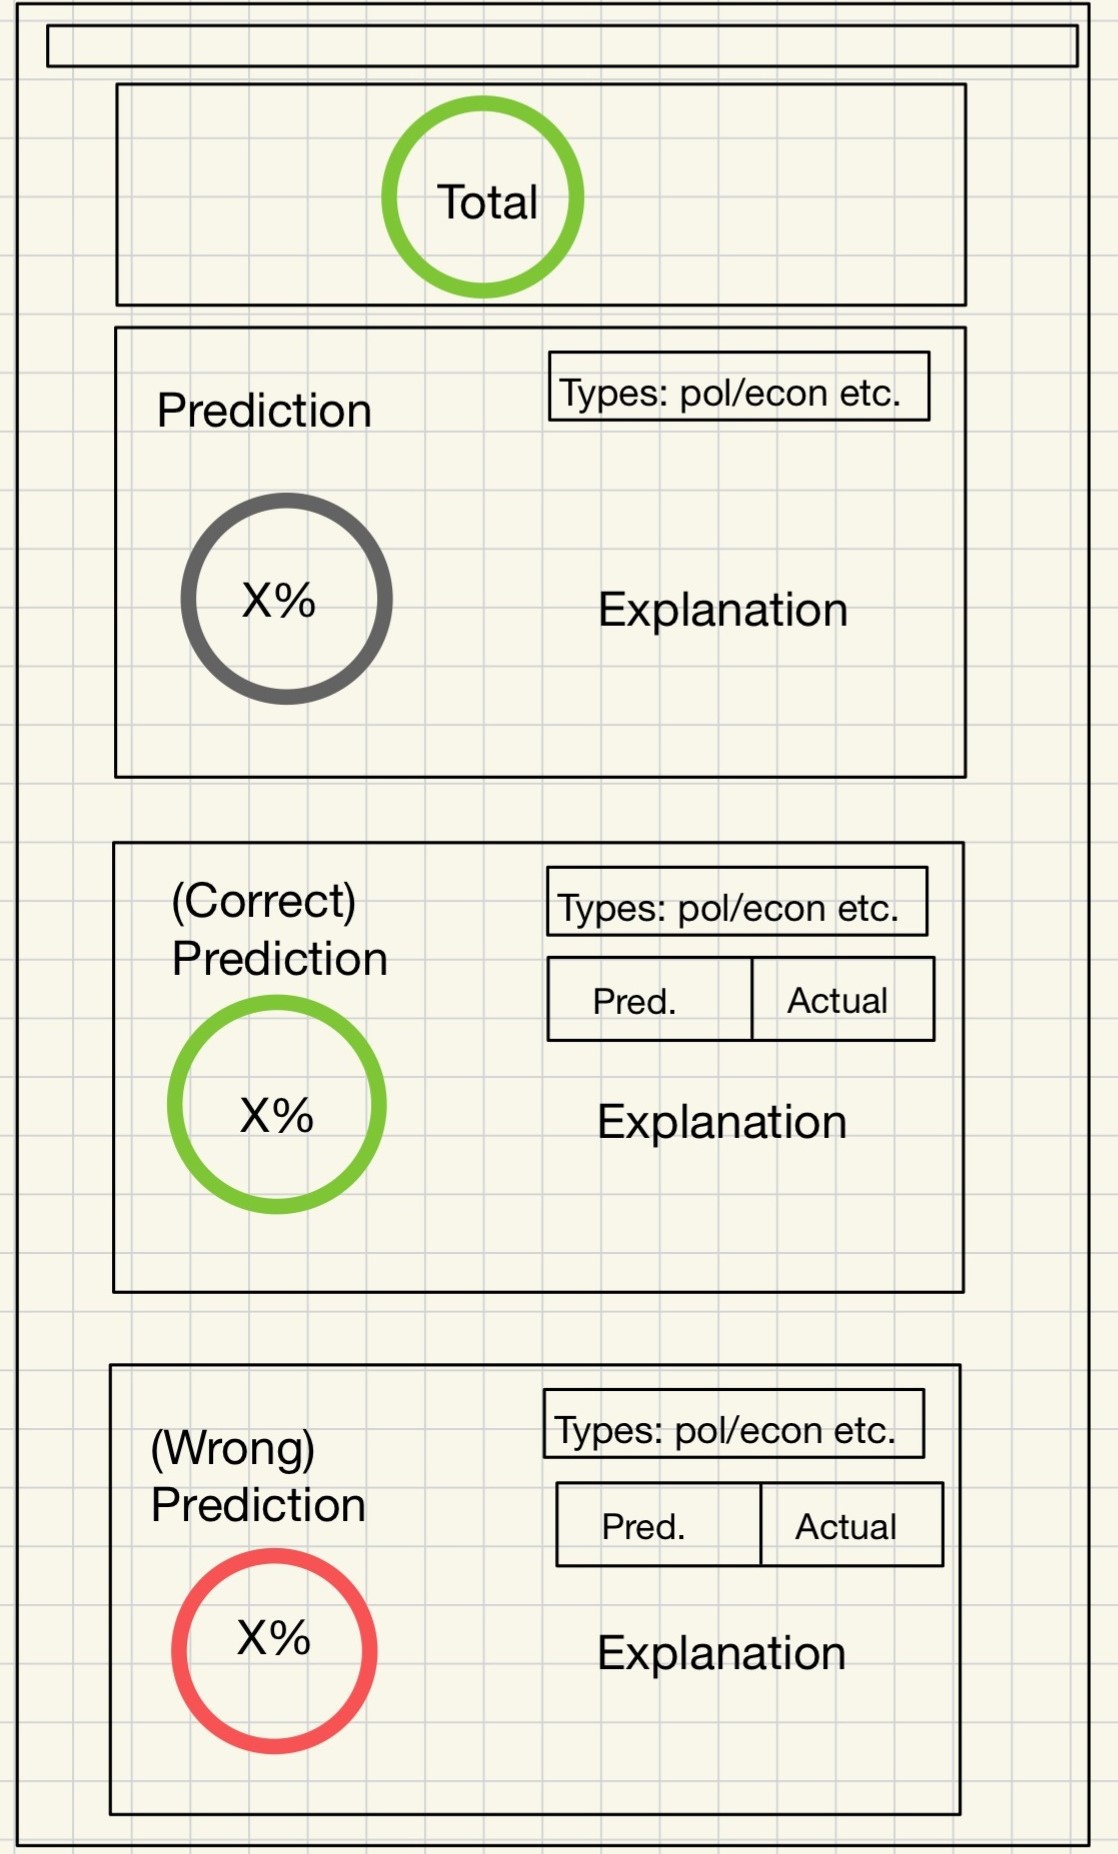 Total
Prediction
Types: pol/econ etc.
X%
Explanation
(Correct)
Prediction
Types: pol/econ etc.
Pred.
Actual
X%
Explanation
(Wrong)
Prediction
Types: pol/econ etc.
Pred.
Actual
X%
Explanation